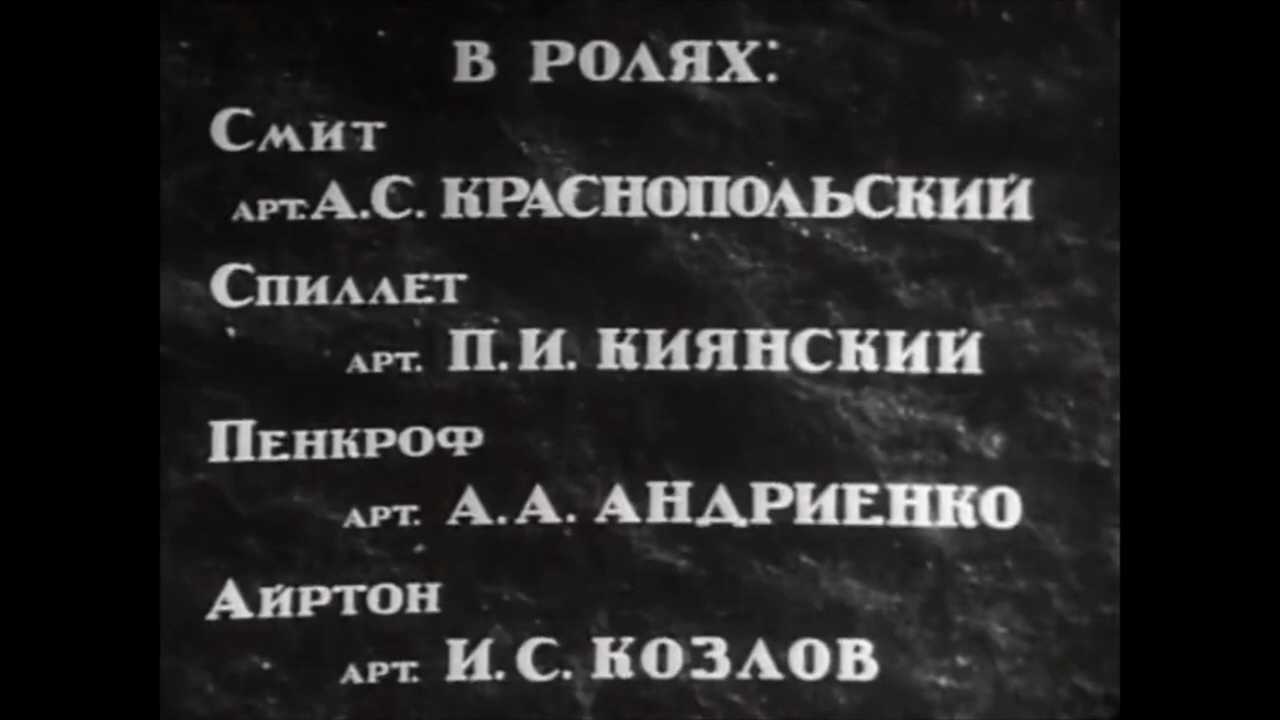 В РОЛЯХ:
Смит
арт. А.С. КРАСНОПОЛЬСКИЙ
Спиллет
арт. П.И. КИЯНСКИЙ
Пенкроф
арт. А.А. АНДРИЕНКО
Айртон
арт. И.С. КОЗЛОВ